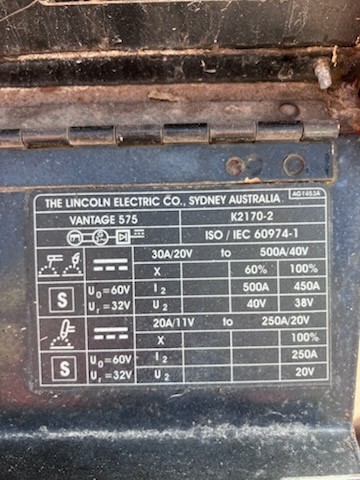 AG1453A
THE LINCOLN ELECTRIC CO., SYDNEY AUSTRALIA
VANTAGE 575 K2170-2
ISO / IEC 60974-1
30A/20V to 500A/40V
X 60% 100%
S U0=60V I2 500A 450A
Ur=32V U2 40V 38V
20A/11V to 250A/20V
X 100%
S U0=60V I2 250A
Ur=32V U2 20V